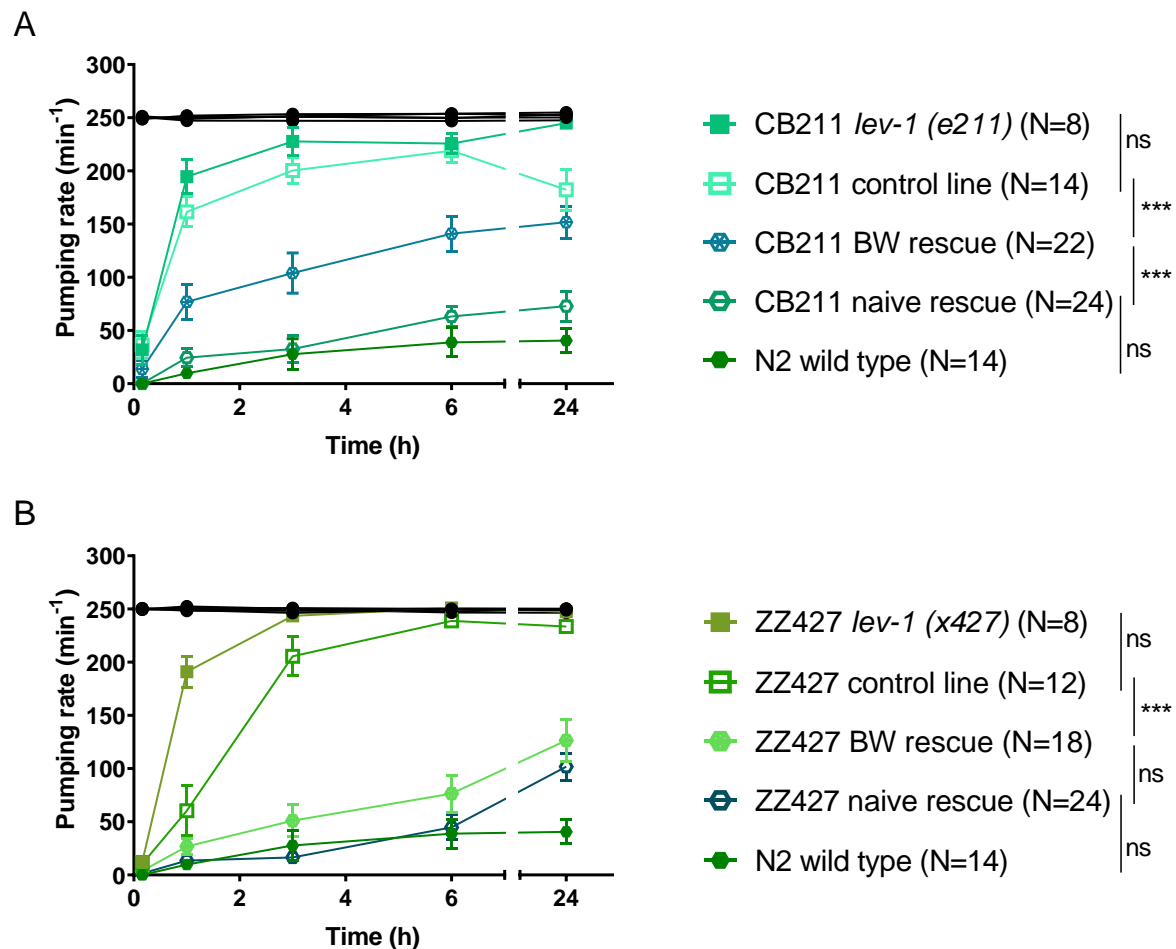 A
300
250
200
150
100
50
0
Pumping rate (min⁻¹)
0
2
4
6
24
Time (h)
CB211 lev-1 (e211) (N=8)
CB211 control line (N=14)
CB211 BW rescue (N=22)
CB211 naive rescue (N=24)
N2 wild type (N=14)
ns
***
***
ns
B
300
250
200
150
100
50
0
Pumping rate (min⁻¹)
0
2
4
6
24
Time (h)
ZZ427 lev-1 (x427) (N=8)
ZZ427 control line (N=12)
ZZ427 BW rescue (N=18)
ZZ427 naive rescue (N=24)
N2 wild type (N=14)
ns
***
ns
ns